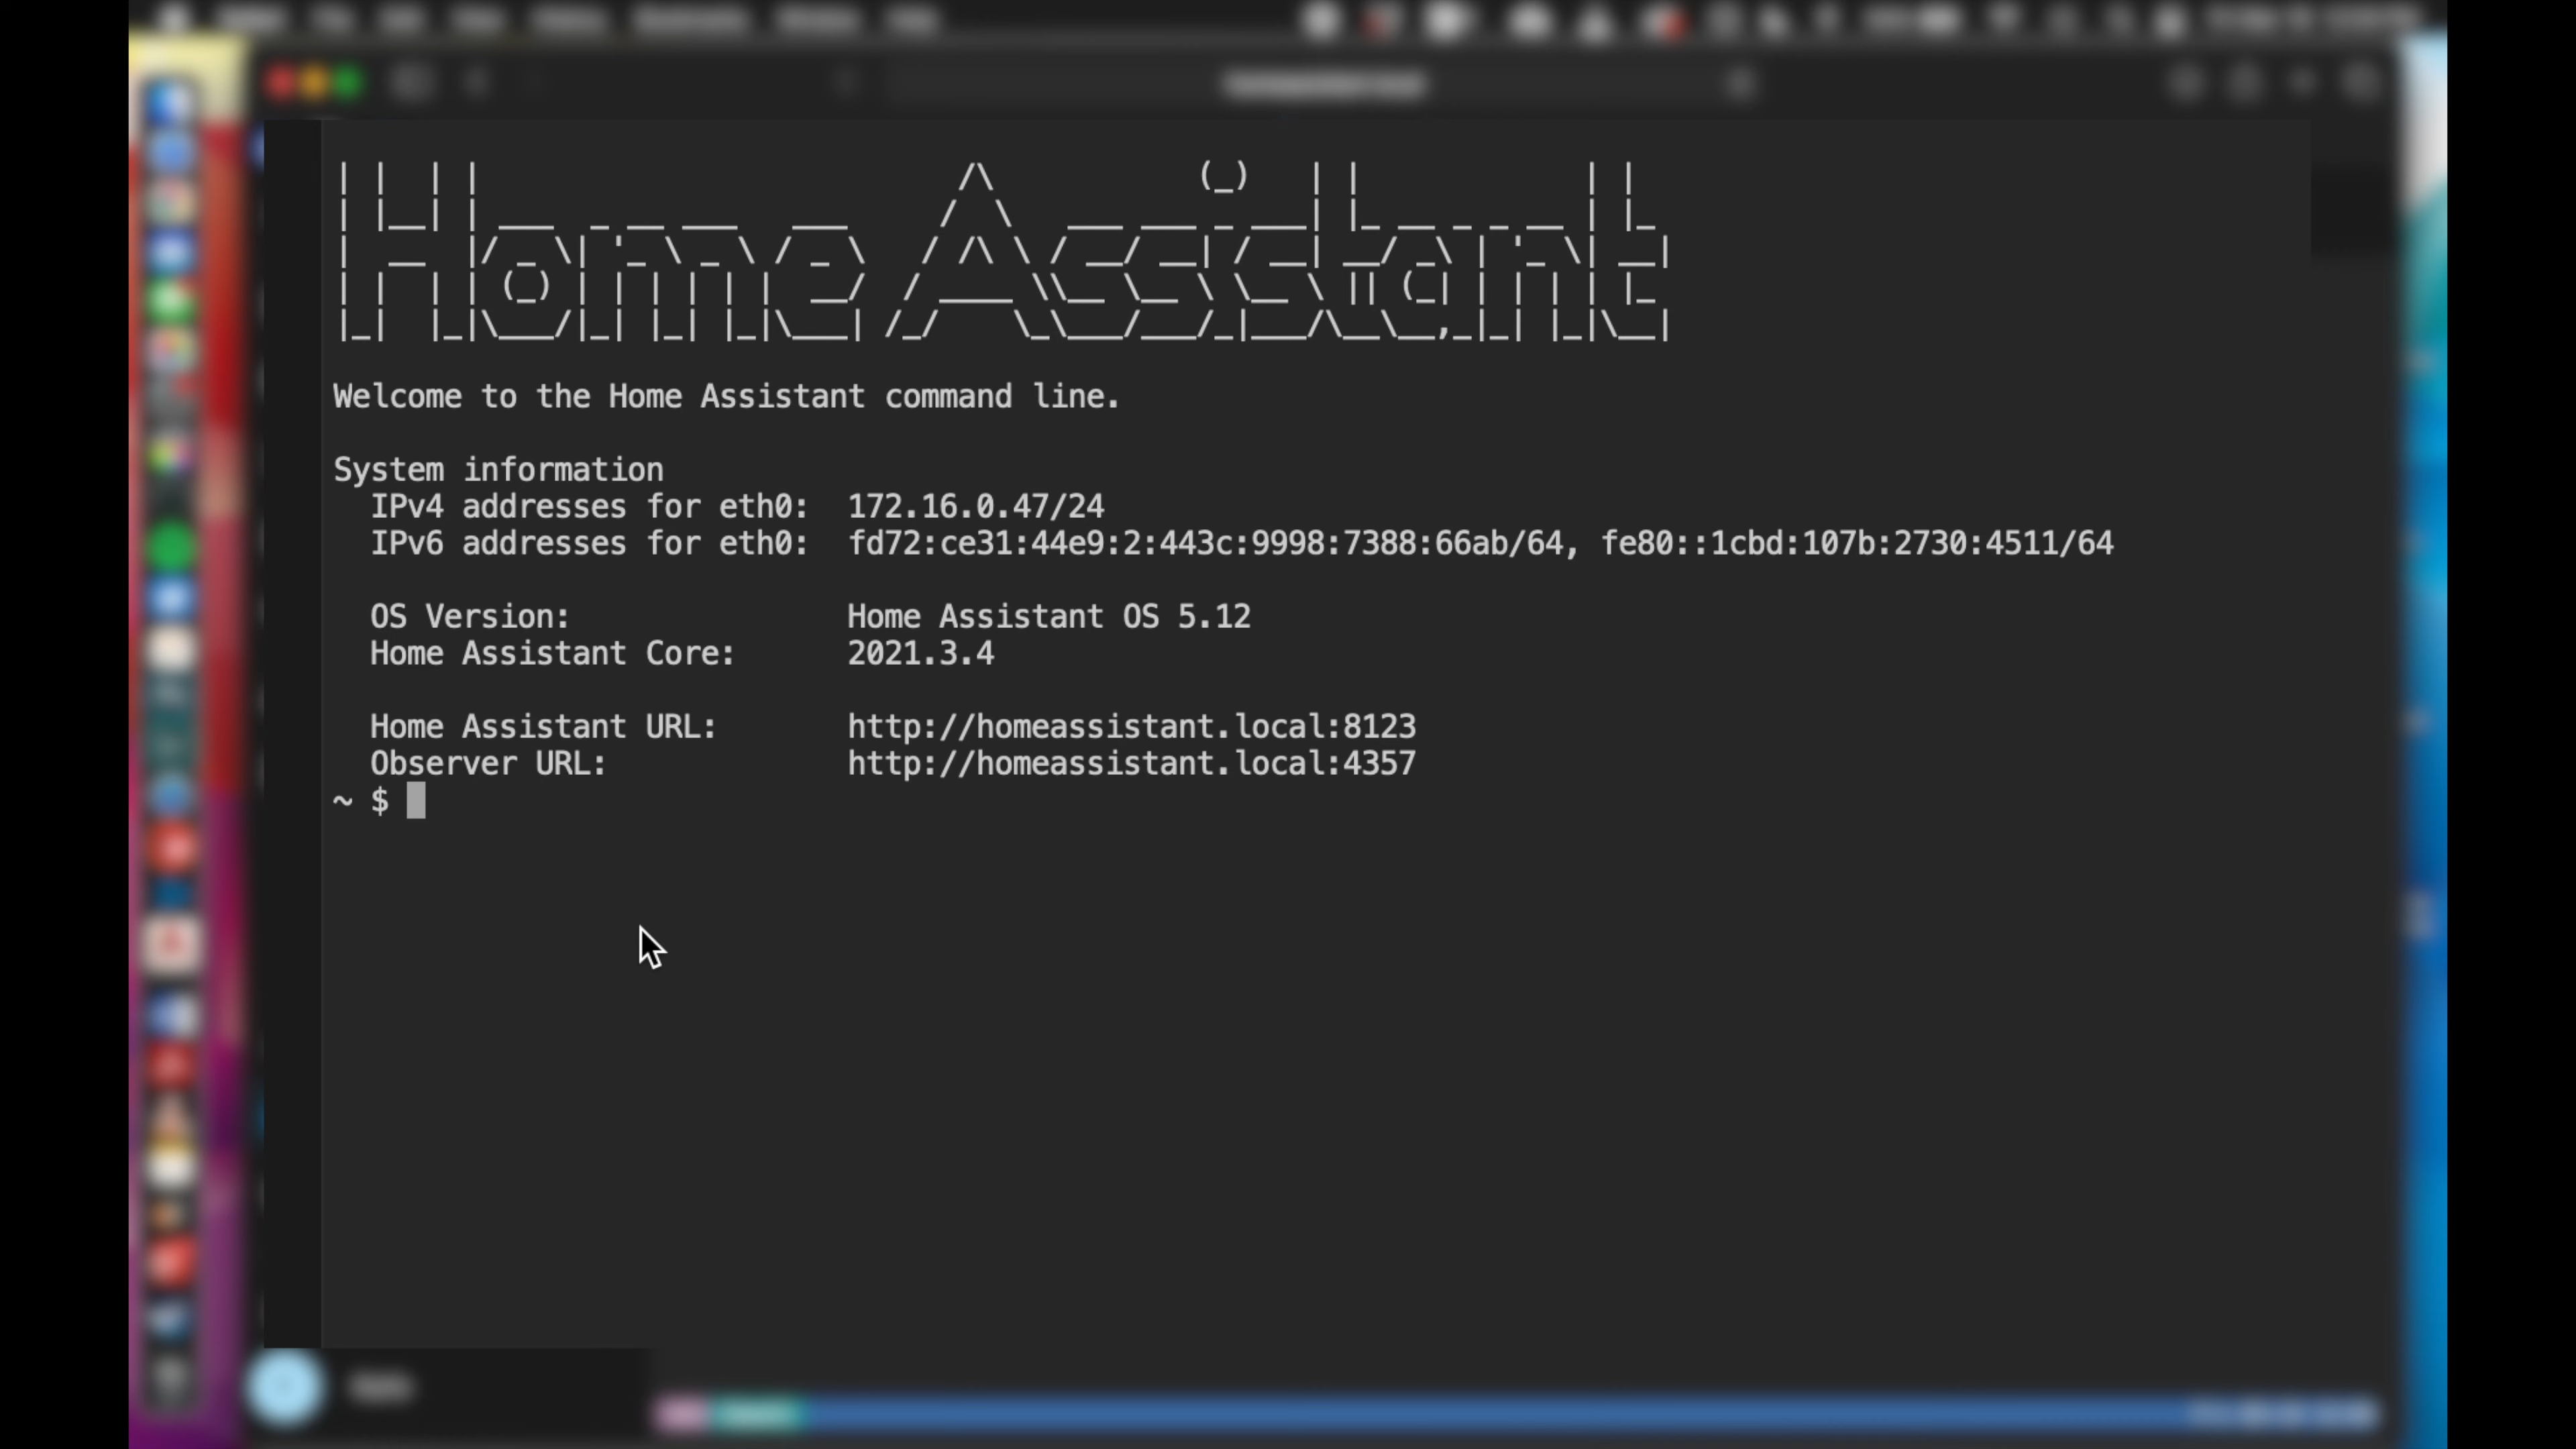 Home Assistant
Welcome to the Home Assistant command line.
System information
IPv4 addresses for eth0: 172.16.0.47/24
IPv6 addresses for eth0: fd72:ce31:44e9:2:443c:9998:7388:66ab/64, fe80::1cbd:107b:2730:4511/64
OS Version: Home Assistant OS 5.12
Home Assistant Core: 2021.3.4
Home Assistant URL: http://homeassistant.local:8123
Observer URL: http://homeassistant.local:4357
~ $